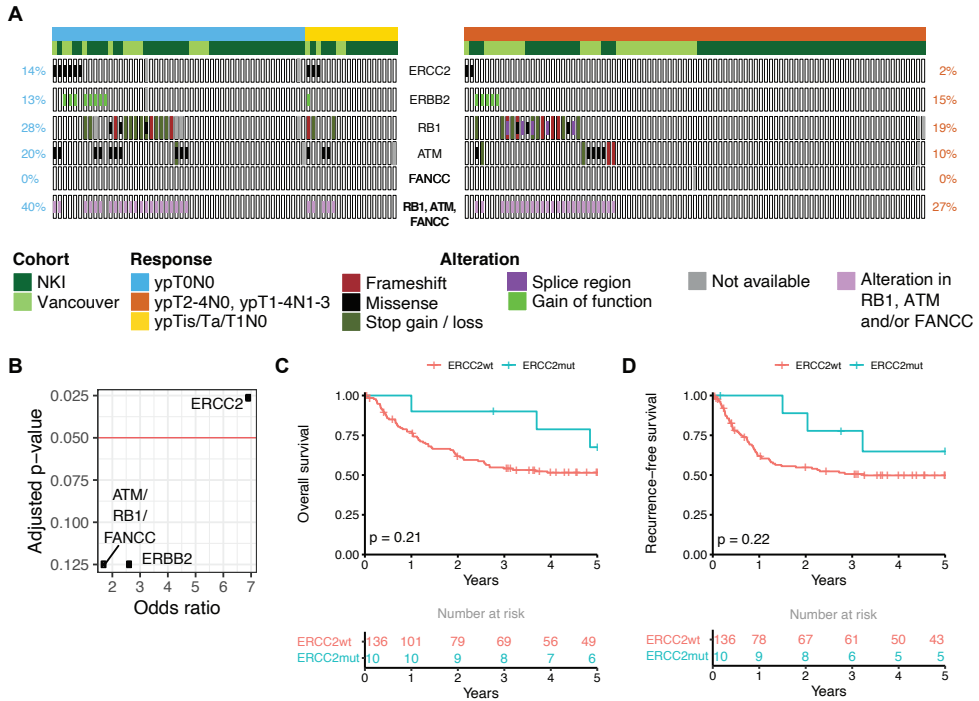 A
14% ERCC2 2%
13% ERBB2 15%
28% RB1 19%
20% ATM 10%
0% FANCC 0%
40% RB1, ATM, 27%
FANCC
Cohort Response Alteration
NKI ypT0N0 Frameshift Splice region Not available Alteration in
Vancouver ypT2-4N0, ypT1-4N1-3 Missense Gain of function RB1, ATM
ypTis/Ta/T1N0 Stop gain / loss and/or FANCC
B
Adjusted p-value
0.025
0.050
0.075
0.100
0.125
ERCC2
ATM/
RB1/
FANCC
ERBB2
2 3 4 5 6 7
Odds ratio
C
ERCC2wt ERCC2mut
Overall survival
1.00
0.75
0.50
0.25
0.00
p = 0.21
0 1 2 3 4 5
Years
Number at risk
ERCC2wt 136 101 79 69 56 49
ERCC2mut 10 10 9 8 7 6
0 1 2 3 4 5
Years
D
ERCC2wt ERCC2mut
Recurrence-free survival
1.00
0.75
0.50
0.25
0.00
p = 0.22
0 1 2 3 4 5
Years
Number at risk
ERCC2wt 136 78 67 61 50 43
ERCC2mut 10 9 8 6 5 5
0 1 2 3 4 5
Years